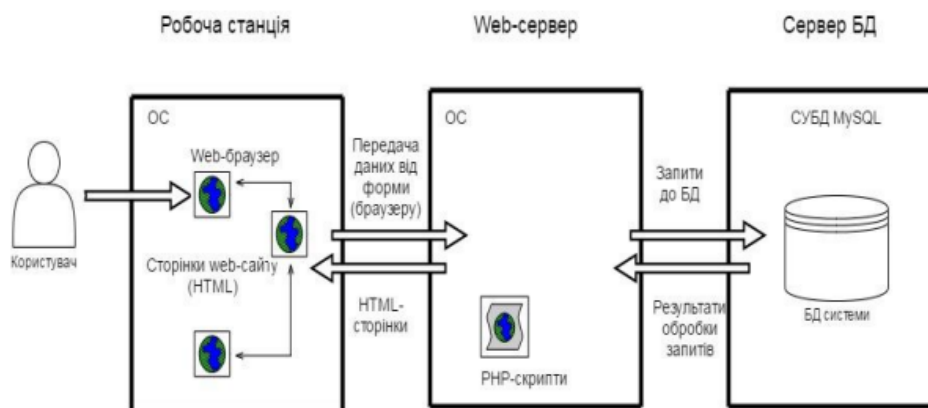 Робоча станція
Web-сервер
Сервер БД
ОС
Web-браузер
Сторінки web-сайту
(HTML)
Користувач
Передача
даних від
форми
(браузеру)
HTML-
сторінки
ОС
PHP-скрипти
Запити
до БД
Результати
обробки
запитів
СУБД MySQL
БД системи